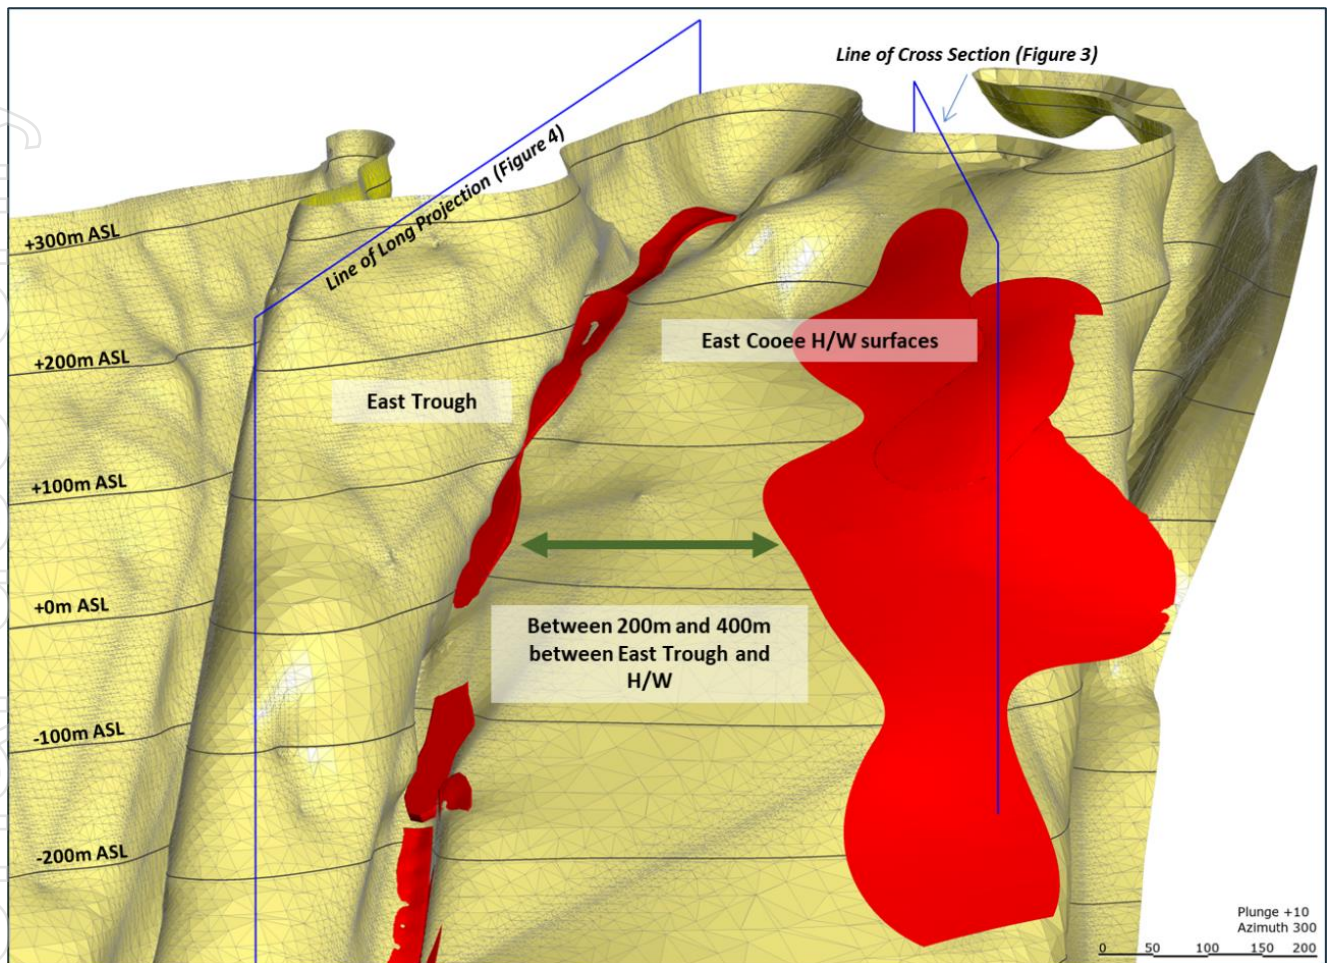 Line of Cross Section (Figure 3)
Line of Long Projection (Figure 4)
+300m ASL
East Cooee H/W surfaces
+200m ASL
East Trough
+100m ASL
+0m ASL
Between 200m and 400m
between East Trough and
H/W
-100m ASL
-200m ASL
Plunge +10
Azimuth 300
0 50 100 150 200